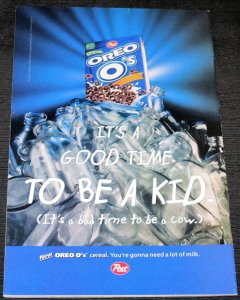 Post
OREO
O's
IT'S A
GOOD TIME
TO BE A KID.
(It's a bad time to be a cow.)
New OREO O's cereal. You're gonna need a lot of milk.
Post